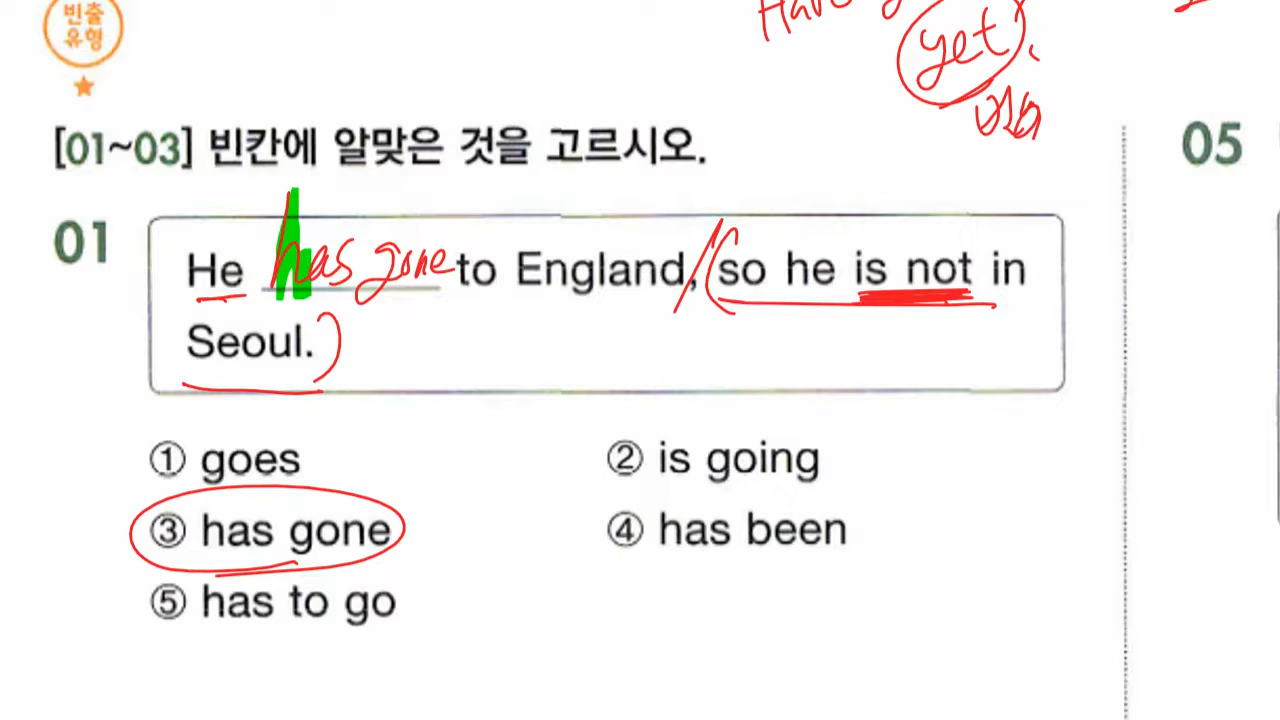 빈출
유형
Have
yet
[01~03] 빈칸에 알맞은 것을 고르시오.
05
01
He has gone to England, so he is not in
Seoul.
① goes
② is going
③ has gone
④ has been
⑤ has to go